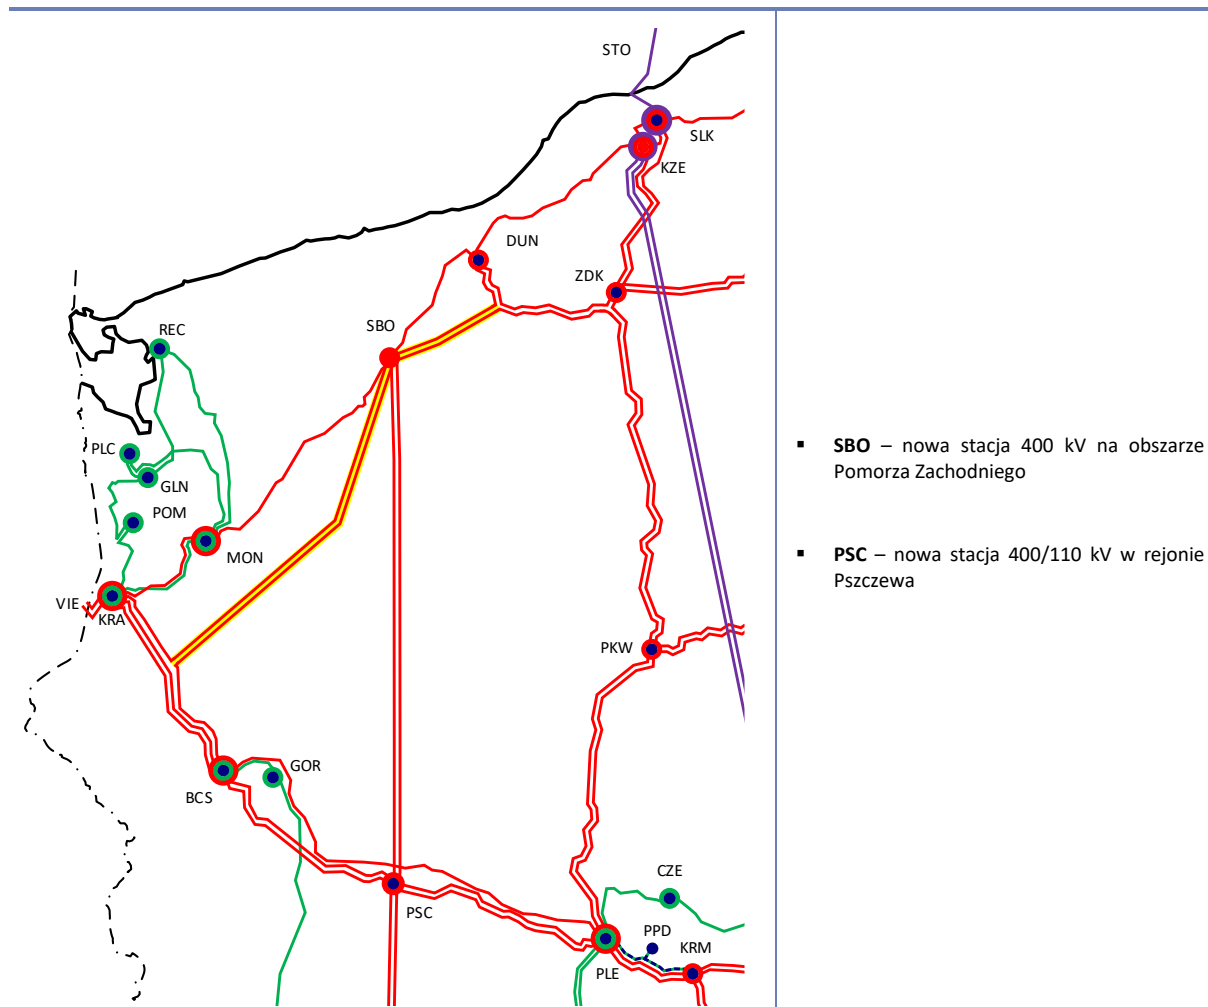 STO
SLK
KZE
DUN
ZDK
SBO
REC
PLC
GLN
POM
MON
VIE
KRA
PKW
GOR
BCS
CZE
PSC
PPD
KRM
PLE
▪ SBO – nowa stacja 400 kV na obszarze
Pomorza Zachodniego
▪ PSC – nowa stacja 400/110 kV w rejonie
Pszczewa